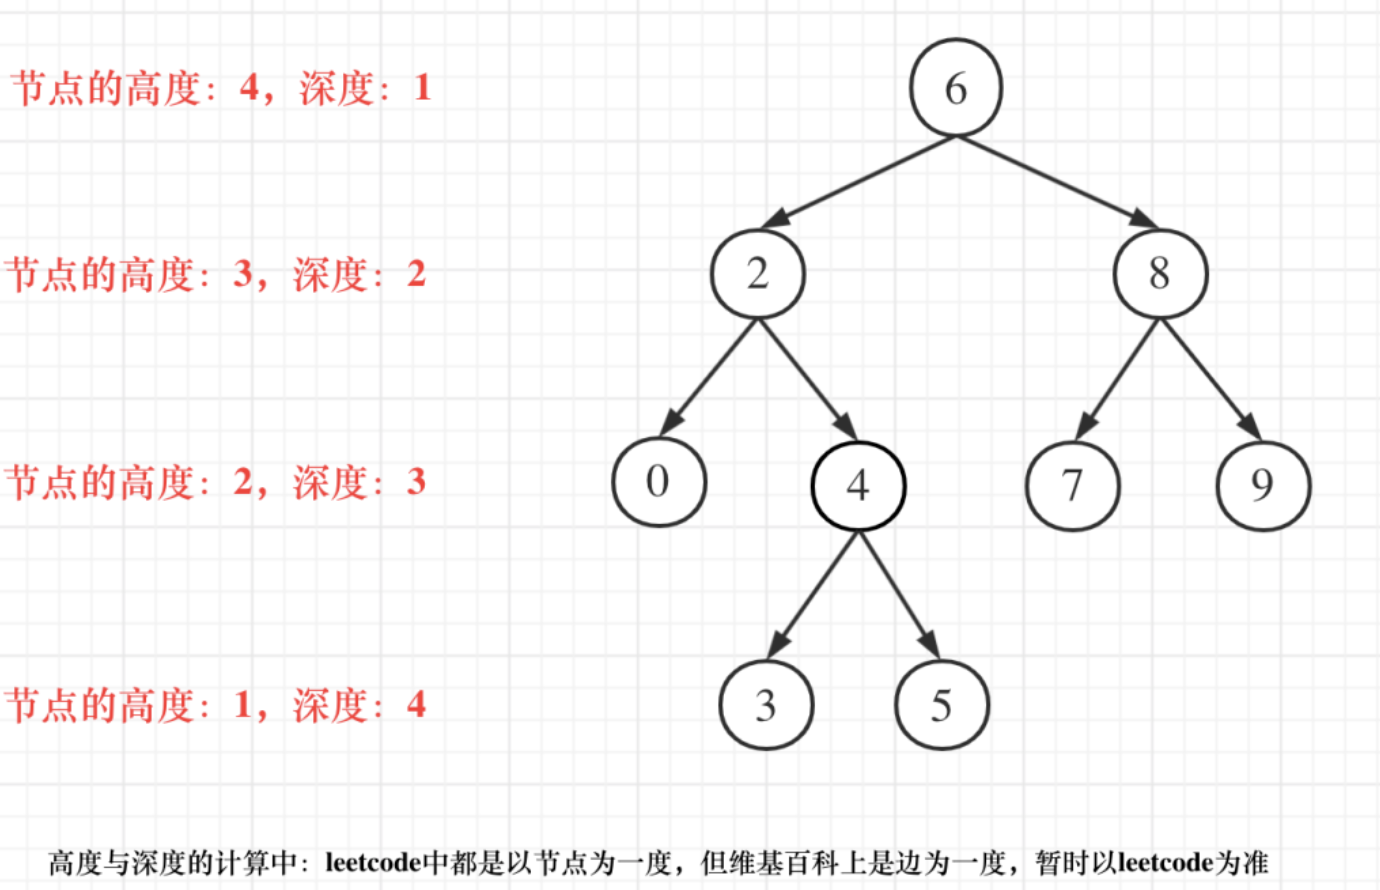 节点的高度：4，深度：1
6
节点的高度：3，深度：2
2
8
节点的高度：2，深度：3
0
4
7
9
节点的高度：1，深度：4
3
5
高度与深度的计算中：leetcode中都是以节点为一度，但维基百科上是边为一度，暂时以leetcode为准